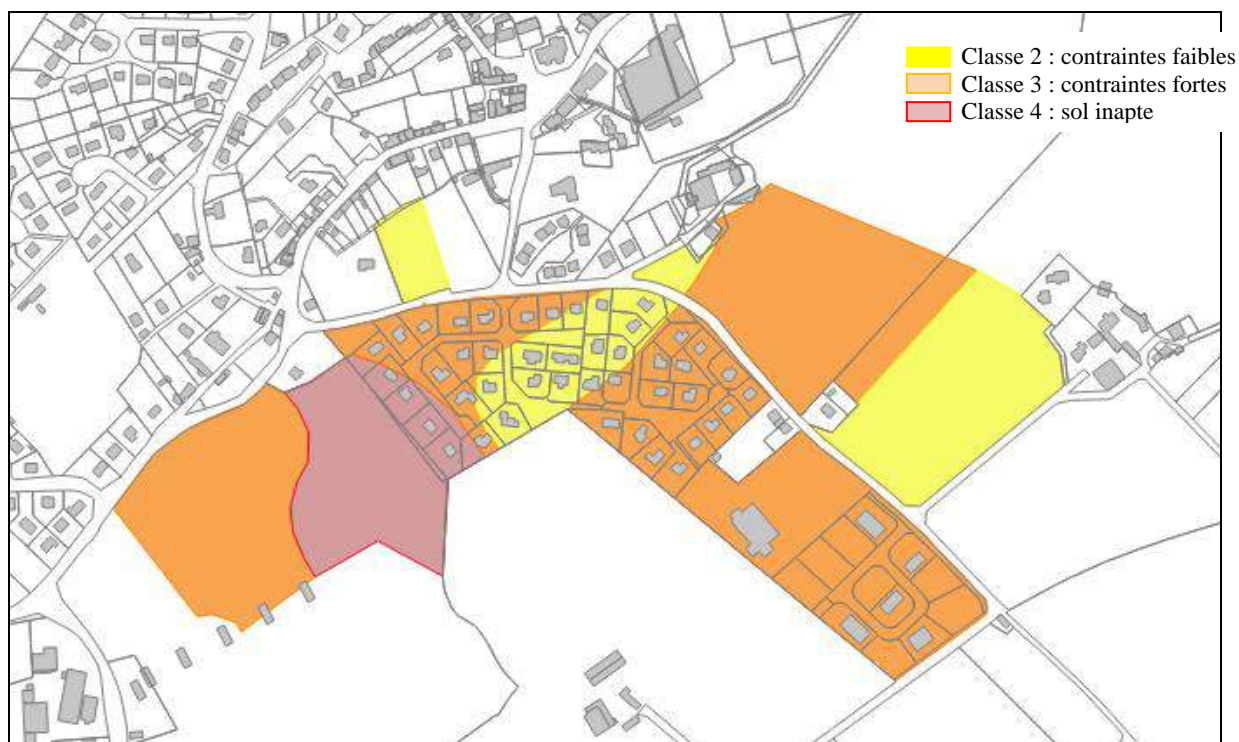 Classe 2 : contraintes faibles
Classe 3 : contraintes fortes
Classe 4 : sol inapte